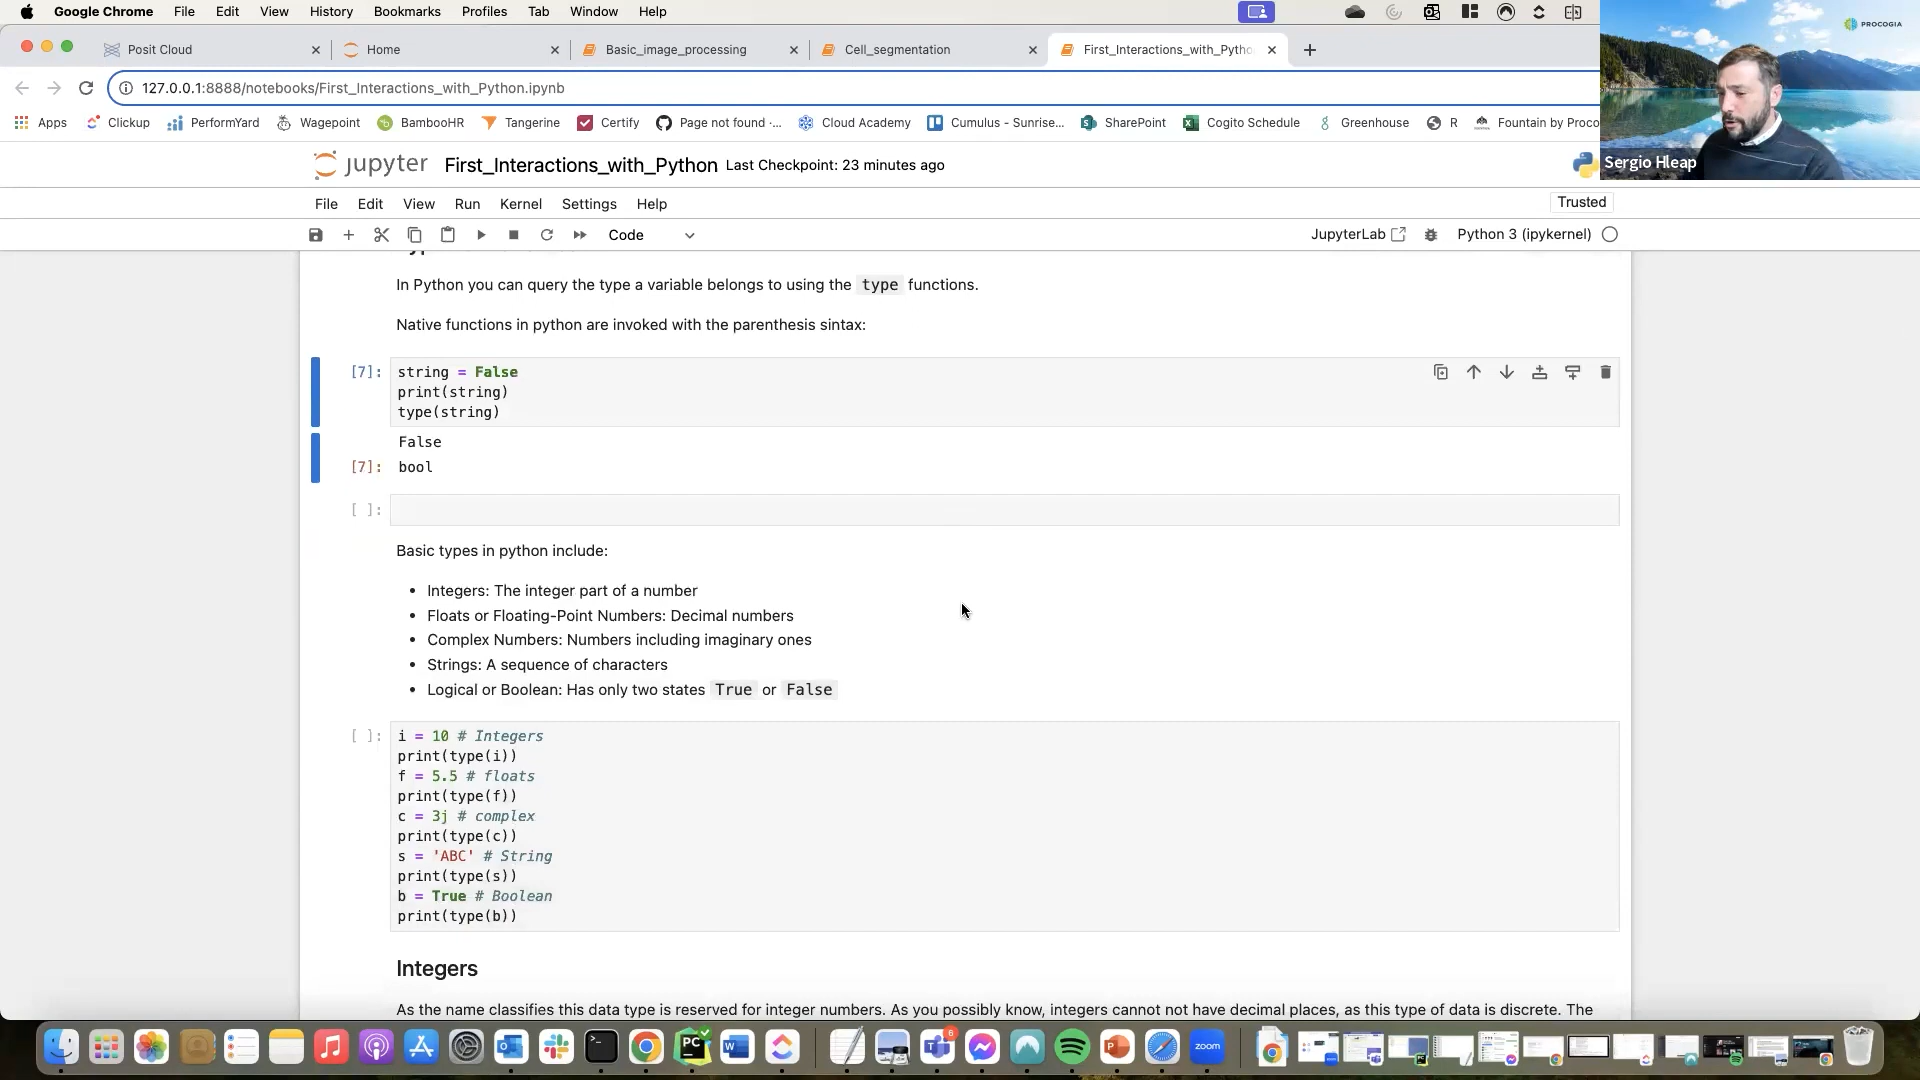 Google Chrome File Edit View History Bookmarks Profiles Tab Window Help
PROCOGIA
Posit Cloud
Home
Basic_image_processing
Cell_segmentation
First_Interactions_with_Pytho
127.0.0.1:8888/notebooks/First_Interactions_with_Python.ipynb
Apps Clickup PerformYard Wagepoint BambooHR Tangerine Certify Page not found ·... Cloud Academy Cumulus - Sunrise... SharePoint Cogito Schedule Greenhouse R Fountain by Proco
Sergio Hleap
jupyter First_Interactions_with_Python Last Checkpoint: 23 minutes ago
File Edit View Run Kernel Settings Help
Trusted
Code
JupyterLab
Python 3 (ipykernel)
In Python you can query the type a variable belongs to using the type functions.
Native functions in python are invoked with the parenthesis sintax:
[7]: string = False
print(string)
type(string)
False
[7]: bool
[ ]:
Basic types in python include:
• Integers: The integer part of a number
• Floats or Floating-Point Numbers: Decimal numbers
• Complex Numbers: Numbers including imaginary ones
• Strings: A sequence of characters
• Logical or Boolean: Has only two states True or False
[ ]: i = 10 # Integers
print(type(i))
f = 5.5 # floats
print(type(f))
c = 3j # complex
print(type(c))
s = 'ABC' # String
print(type(s))
b = True # Boolean
print(type(b))
Integers
As the name classifies this data type is reserved for integer numbers. As you possibly know, integers cannot not have decimal places, as this type of data is discrete. The
PC
6
zoom